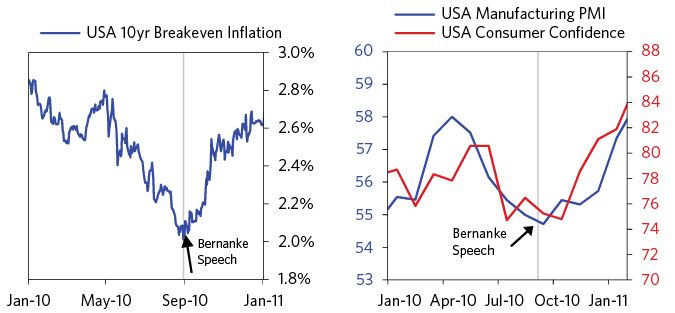 USA 10yr Breakeven Inflation
3.0%
2.8%
2.6%
2.4%
2.2%
2.0%
1.8%
Bernanke
Speech
Jan-10 May-10 Sep-10 Jan-11
USA Manufacturing PMI
USA Consumer Confidence
60 88
59 86
58 84
57 82
56 80
55 78
54 76
53 74
72
70
Bernanke
Speech
Jan-10 Apr-10 Jul-10 Oct-10 Jan-11